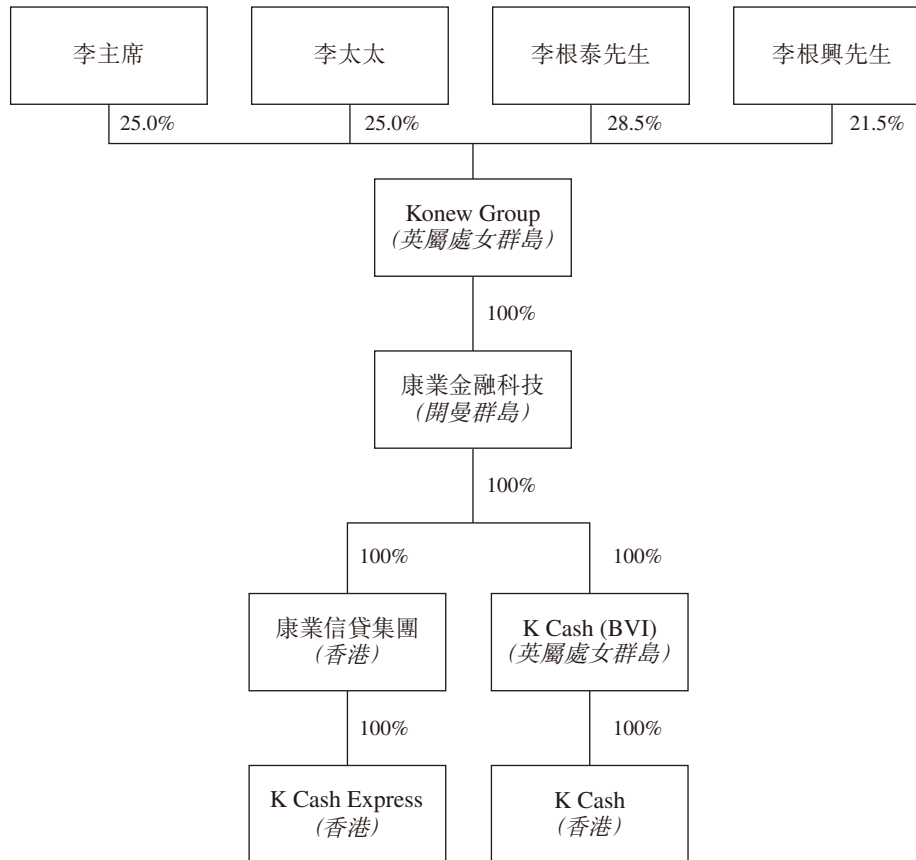 李主席
李太太
李根泰先生
李根興先生
25.0%
25.0%
28.5%
21.5%
Konew Group
(英屬處女群島)
100%
康業金融科技
(開曼群島)
100%
100%
100%
康業信貸集團
(香港)
K Cash (BVI)
(英屬處女群島)
100%
100%
K Cash Express
(香港)
K Cash
(香港)